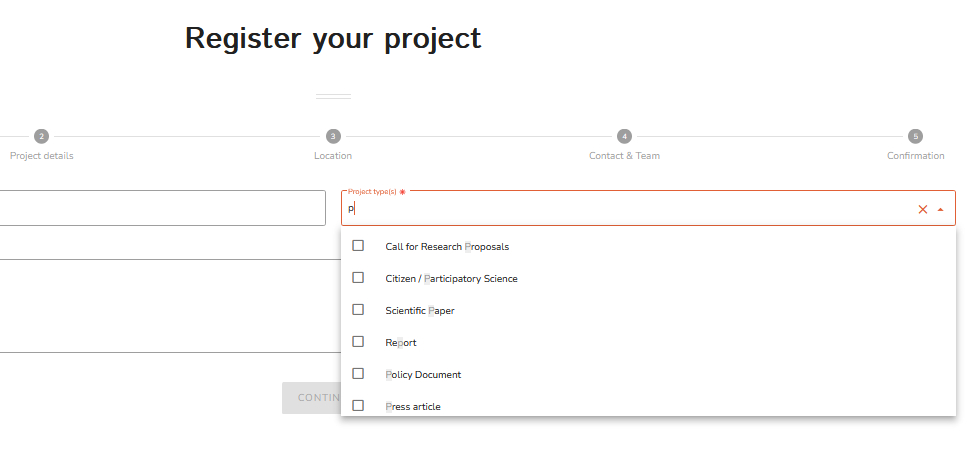 Register your project
2 3 4 5
Project details Location Contact & Team Confirmation
Project type(s) *
p
Call for Research Proposals
Citizen / Participatory Science
Scientific Paper
Report
Policy Document
Press article
CONTIN